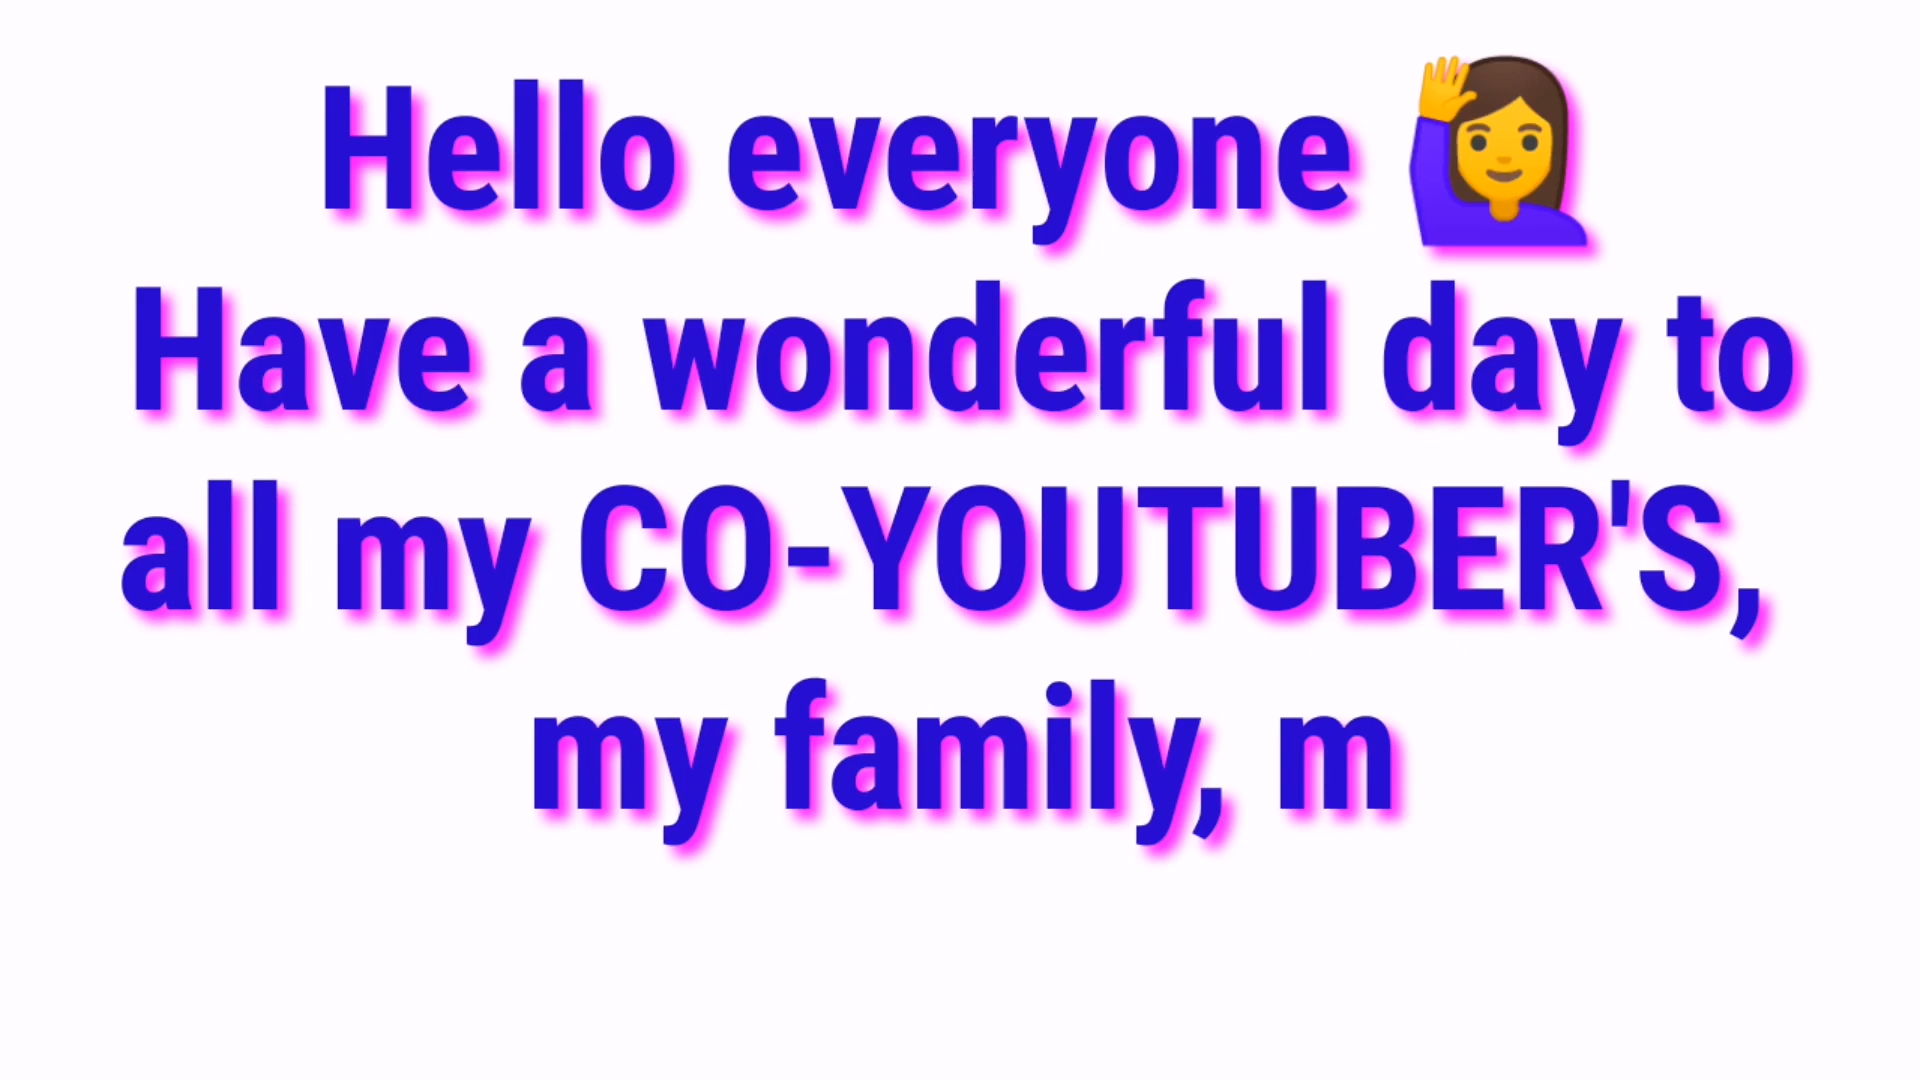 Hello everyone 🙋‍♀️
Have a wonderful day to
all my CO-YOUTUBER'S,
my family, m